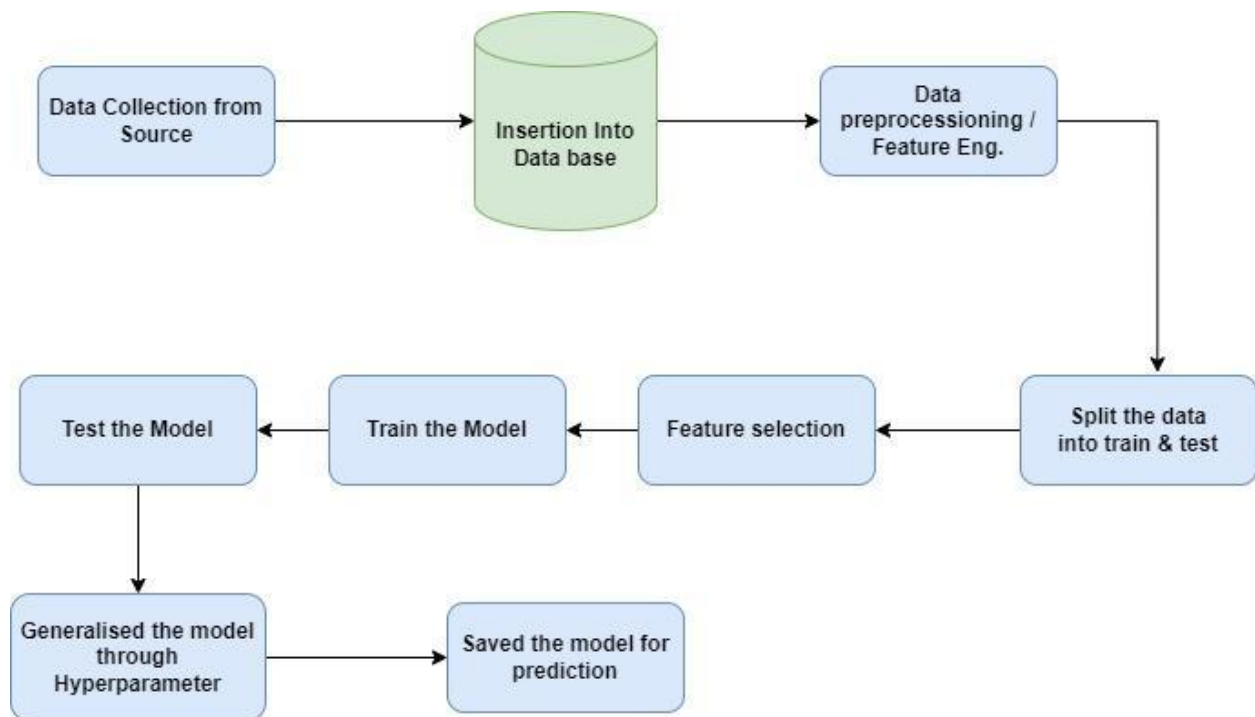 Data Collection from
Source
Insertion Into
Data base
Data
preprocessioning /
Feature Eng.
Test the Model
Train the Model
Feature selection
Split the data
into train & test
Generalised the model
through
Hyperparameter
Saved the model for
prediction